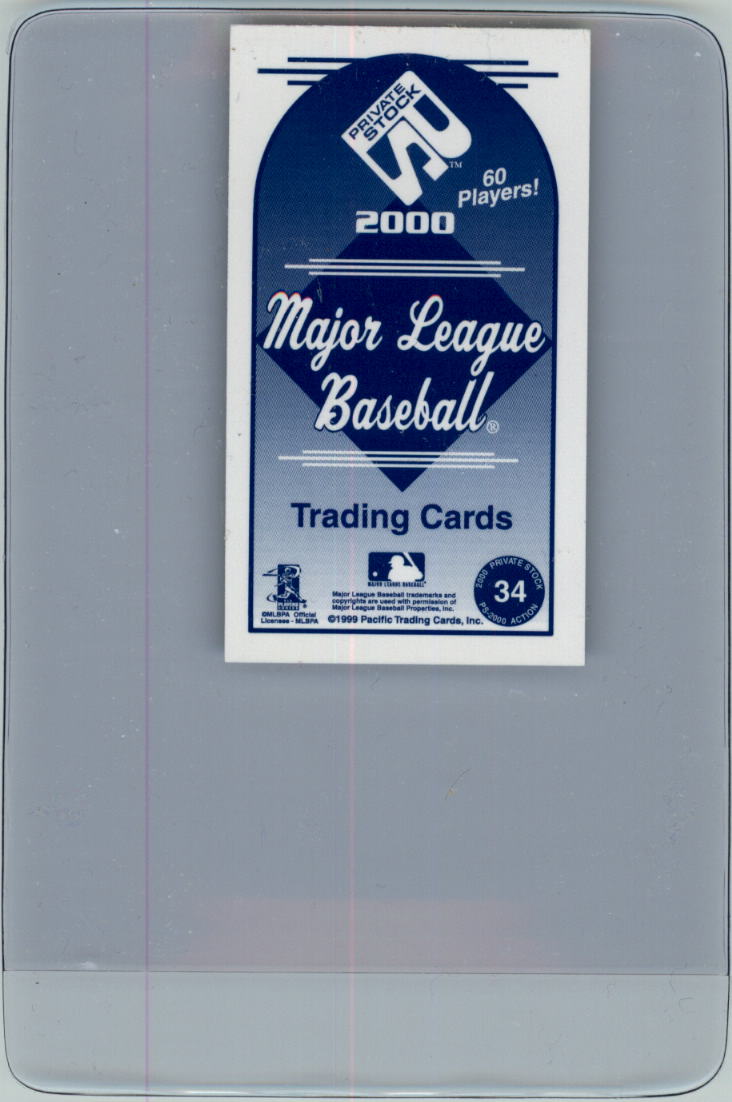 PRIVATE
STOCK
TM
60
Players!
2000
Major League
Baseball®
Trading Cards
MAJOR LEAGUE BASEBALL
Major League Baseball trademarks and
copyrights are used with permission of
Major League Baseball Properties, Inc.
©MLBPA Official
Licensee - MLBPA
©1999 Pacific Trading Cards, Inc.
2000 PRIVATE STOCK
34
PS-2000 ACTION